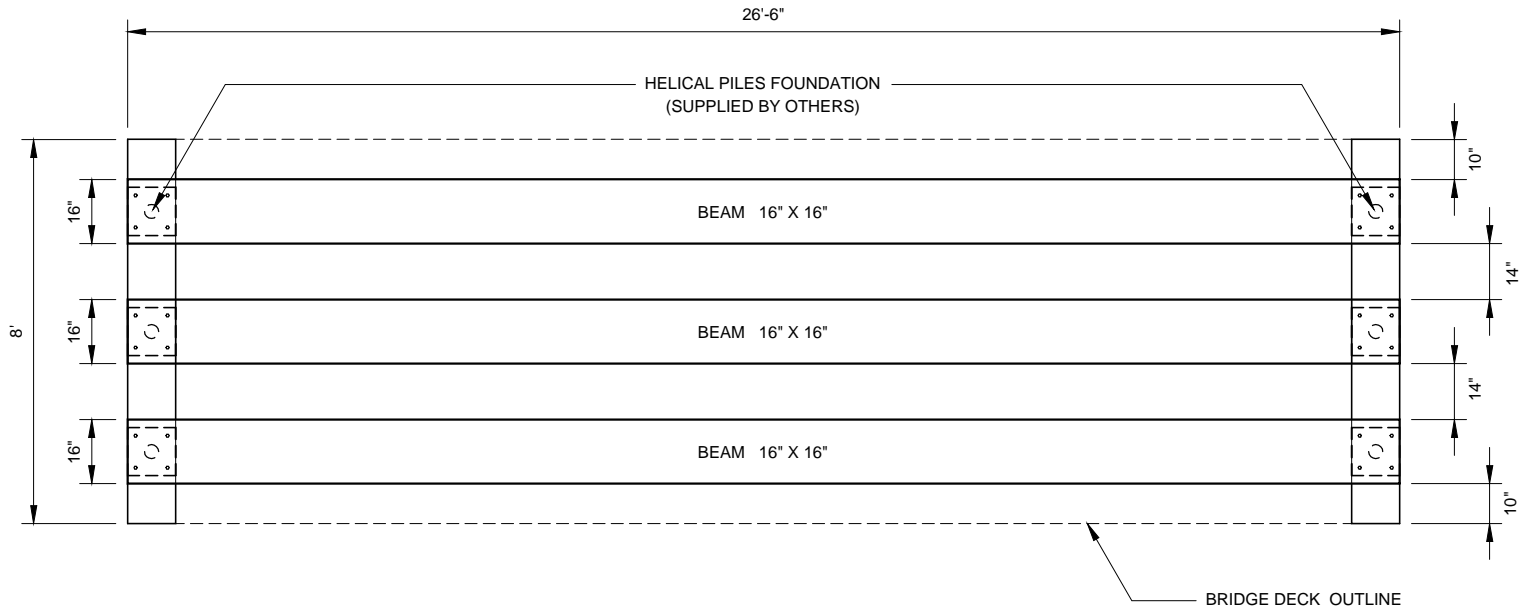 26'-6"
HELICAL PILES FOUNDATION
(SUPPLIED BY OTHERS)
10"
16"
BEAM 16" X 16"
14"
8'
16"
BEAM 16" X 16"
14"
16"
BEAM 16" X 16"
10"
BRIDGE DECK OUTLINE